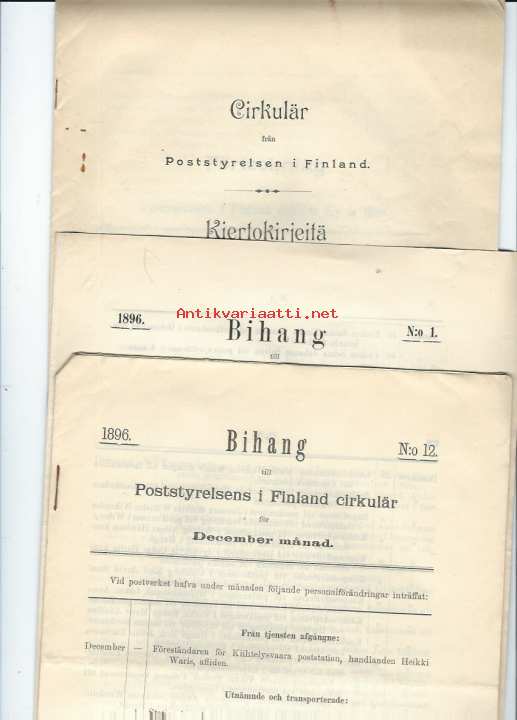 Cirkulär
från
Poststyrelsen i Finland.
Kiertokirjeitä
Antikvariaatti.net
1896.
Bihang
N:o 1.
till
1896.
Bihang
N:o 12.
till
Poststyrelsens i Finland cirkulär
för
December månad.
Vid postverket hafva under månaden följande personalförändringar inträffat:
Från tjensten afgångne:
December — Föreståndaren för Kiihtelysvaara poststation, handlanden Heikki
Waris, afliden.
Utnämnde och transporterade: